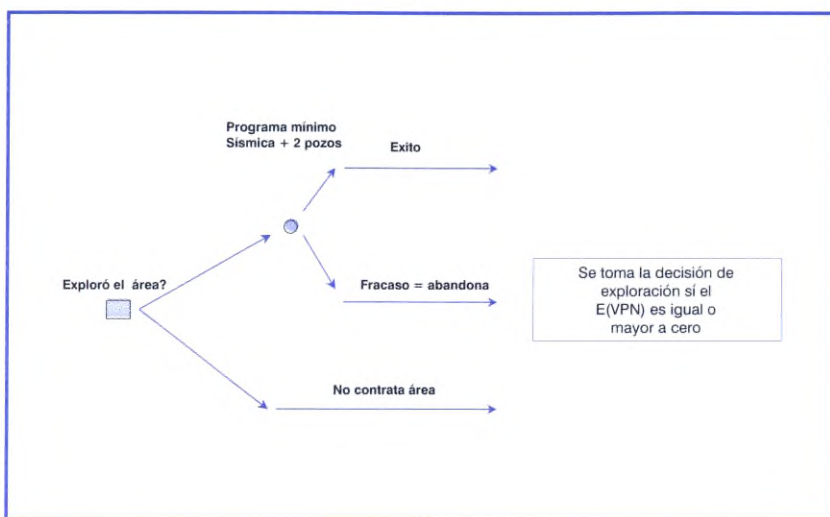 Programa mínimo
Sísmica + 2 pozos
Exito
Exploró el área?
Fracaso = abandona
Se toma la decisión de
exploración sí el
E(VPN) es igual o
mayor a cero
No contrata área